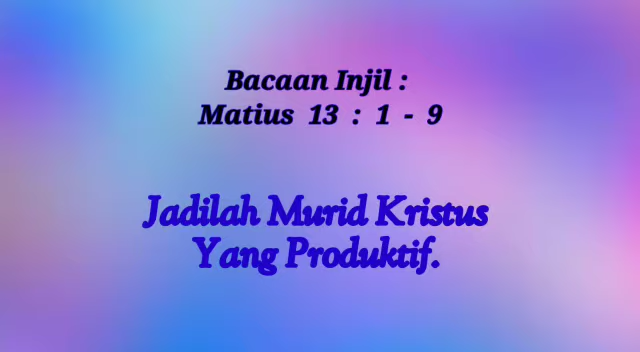 Bacaan Injil :
Matius 13 : 1 - 9
Jadilah Murid Kristus
Yang Produktif.